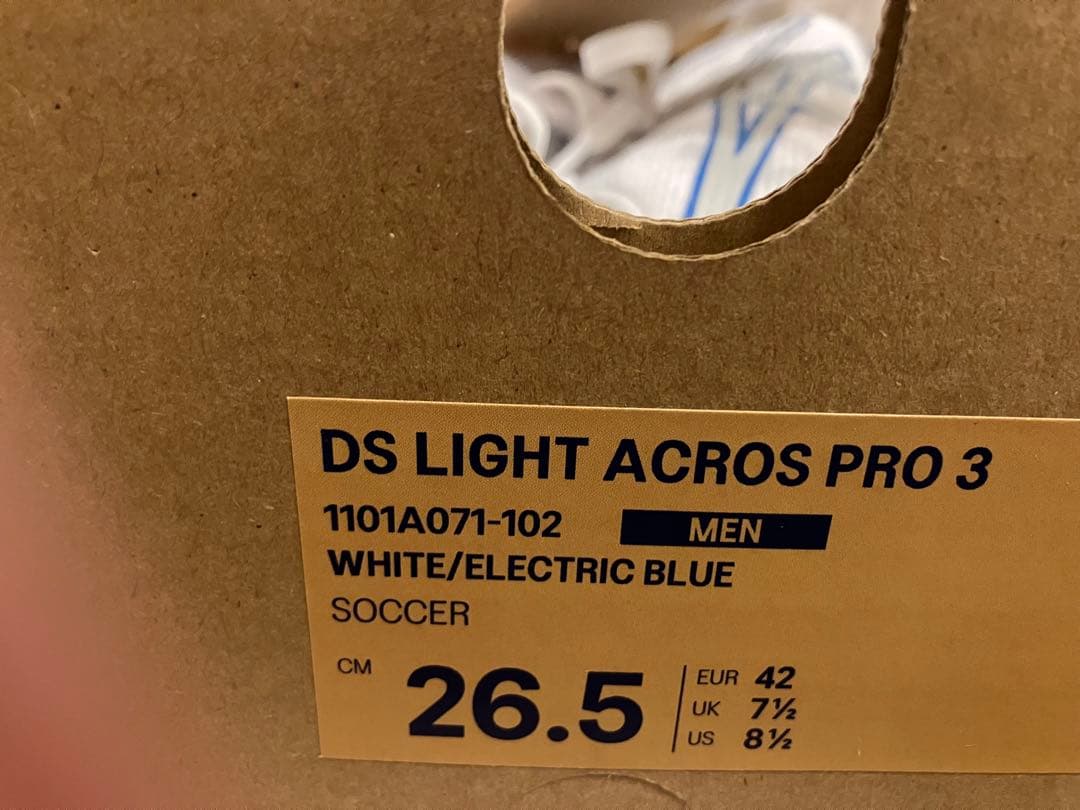 DS LIGHT ACROS PRO 3
1101A071-102 MEN
WHITE/ELECTRIC BLUE
SOCCER
CM 26.5
EUR 42
UK 7½
US 8½